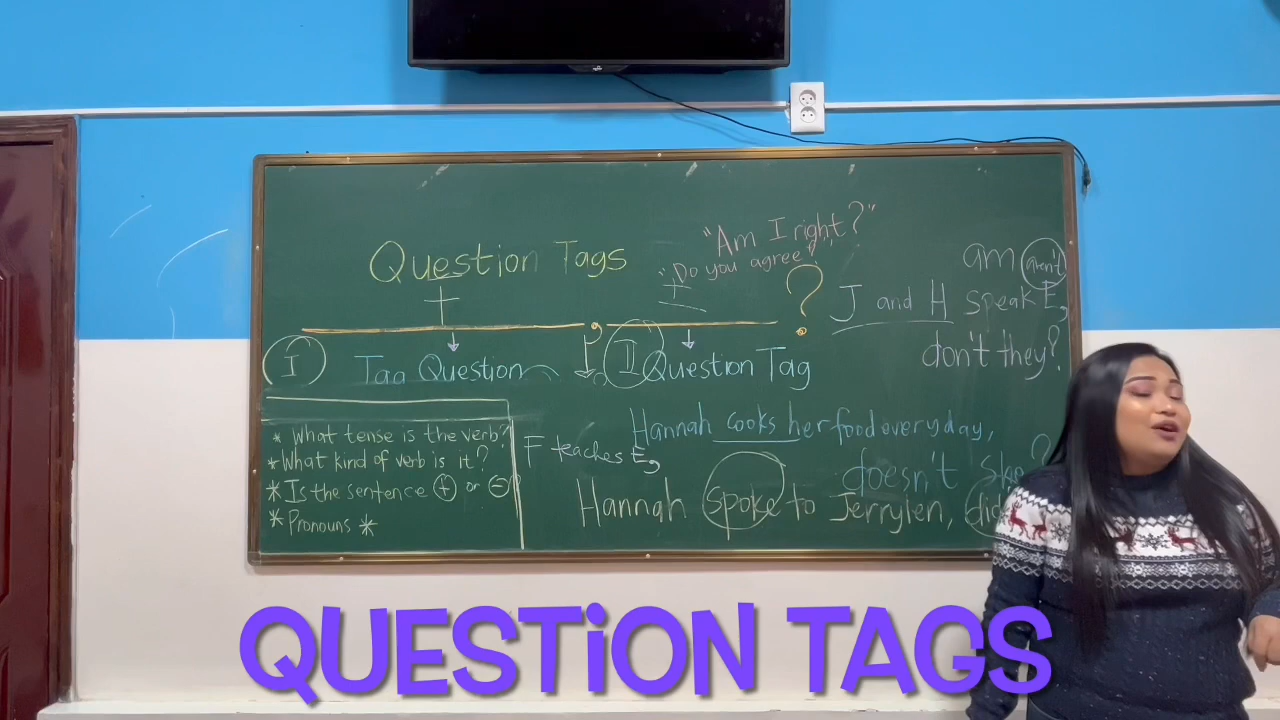 "Am I right?"
"Do you agree?"
Question Tags
+
?
am aren't
J and H speak E,
don't they?
,
I Tag Question
II Question Tag
* What tense is the verb?
* What kind of verb is it?
* Is the sentence + or -
* Pronouns *
Hannah cooks her food everyday,
doesn't she?
F teaches E,
Hannah spoke to Jerrylen, did
QUESTiON TAGS